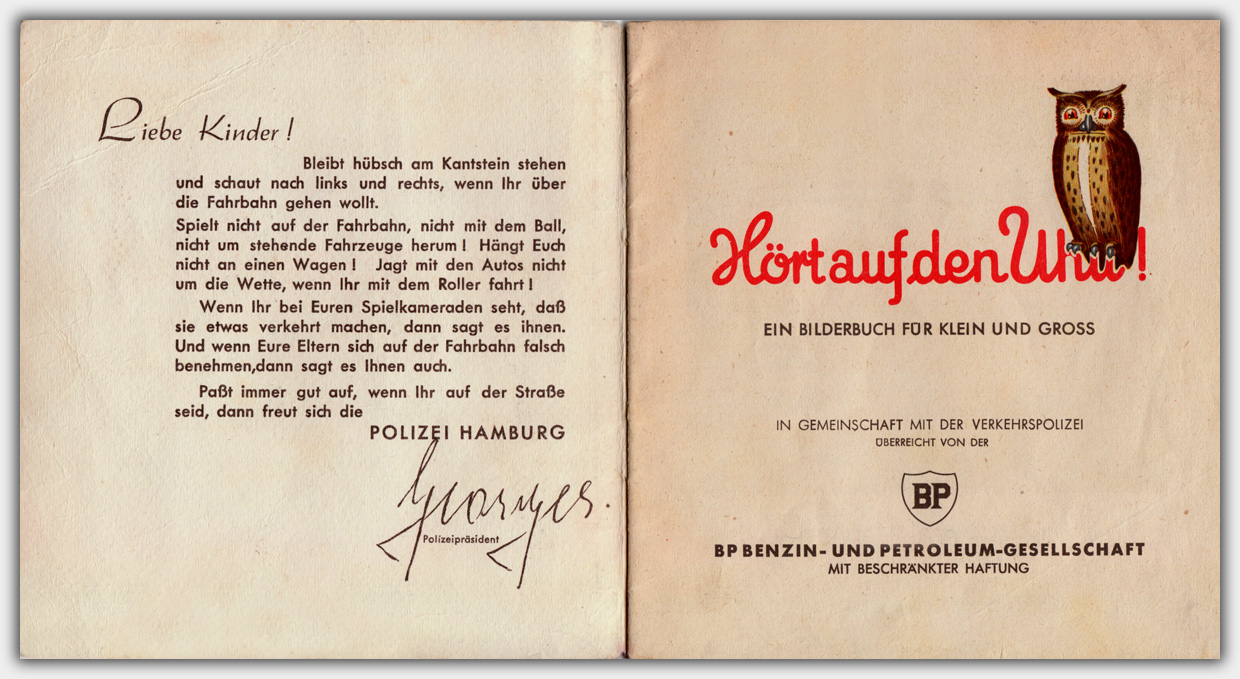 Liebe Kinder!
Bleibt hübsch am Kantstein stehen
und schaut nach links und rechts, wenn Ihr über
die Fahrbahn gehen wollt.
Spielt nicht auf der Fahrbahn, nicht mit dem Ball,
nicht um stehende Fahrzeuge herum! Hängt Euch
nicht an einen Wagen! Jagt mit den Autos nicht
um die Wette, wenn Ihr mit dem Roller fahrt!
Wenn Ihr bei Euren Spielkameraden seht, daß
sie etwas verkehrt machen, dann sagt es ihnen.
Und wenn Eure Eltern sich auf der Fahrbahn falsch
benehmen,dann sagt es Ihnen auch.
Paßt immer gut auf, wenn Ihr auf der Straße
seid, dann freut sich die
POLIZEI HAMBURG
Georges.
Polizeipräsident
Hört auf den Uhu!
EIN BILDERBUCH FÜR KLEIN UND GROSS
IN GEMEINSCHAFT MIT DER VERKEHRSPOLIZEI
ÜBERREICHT VON DER
BP
BP BENZIN- UND PETROLEUM-GESELLSCHAFT
MIT BESCHRÄNKTER HAFTUNG